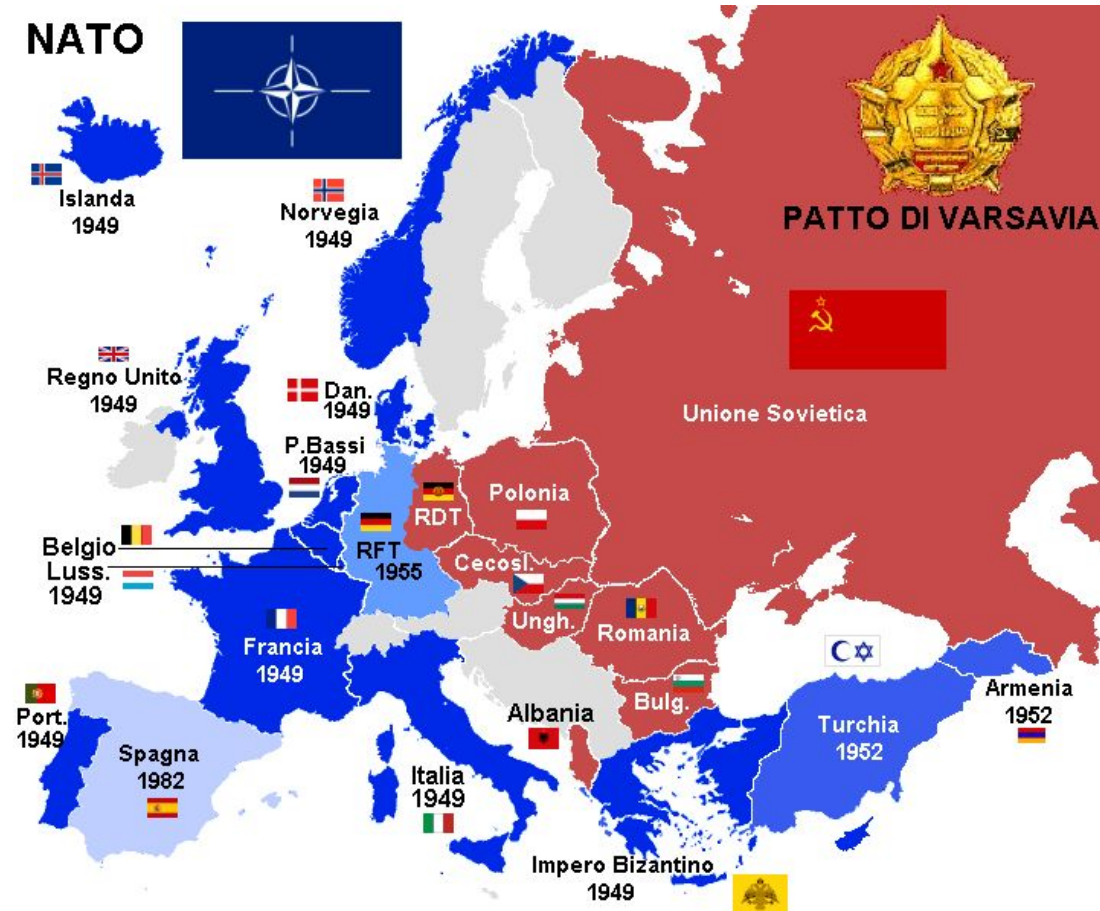 NATO
PATTO DI VARSAVIA
Islanda
1949
Norvegia
1949
Regno Unito
1949
Dan.
1949
P.Bassi
1949
Unione Sovietica
Polonia
RDT
RFT
1955
Belgio
Luss.
1949
Cecosl.
Ungh.
Romania
Francia
1949
Bulg.
Armenia
1952
Turchia
1952
Port.
1949
Spagna
1982
Albania
Italia
1949
Impero Bizantino
1949